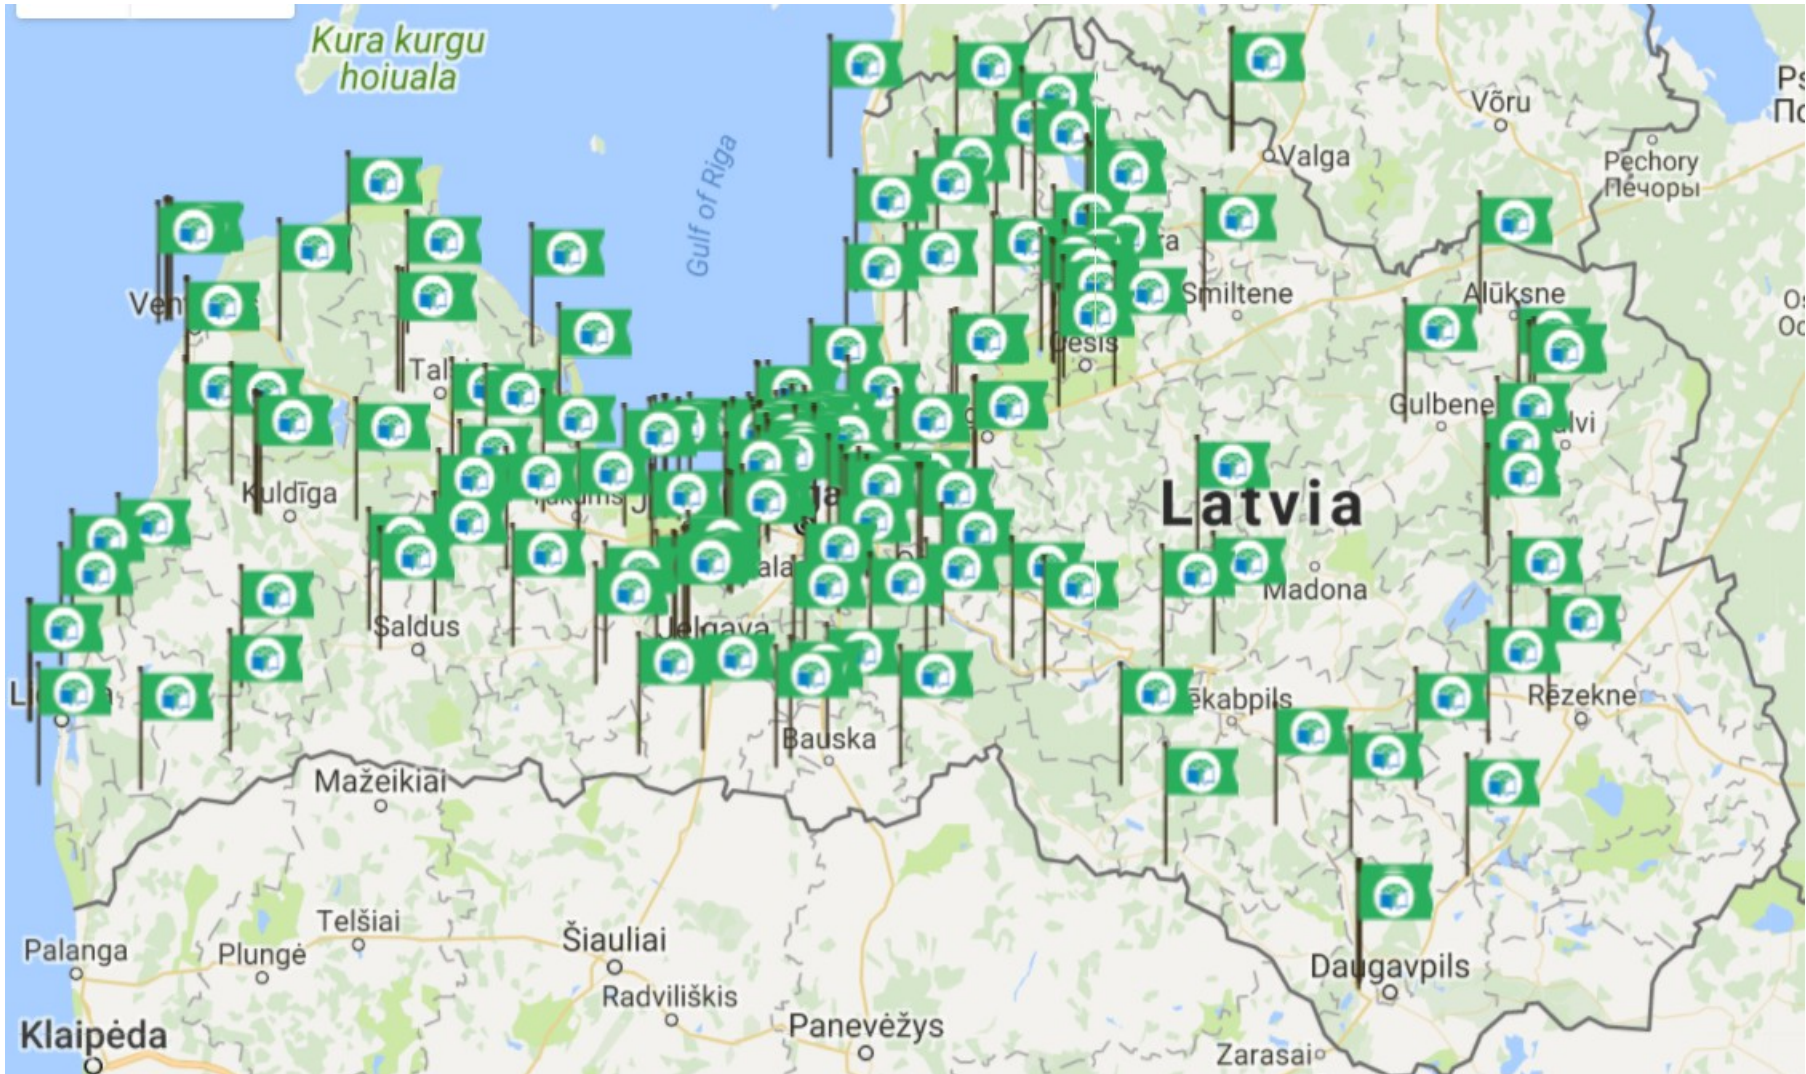 Kura kurgu
hoiuala
Gulf of Riga
Võru
Valga
Pechory
Печоры
Smiltene
Alūksne
Gulbene
Kuldīga
Latvia
Madona
Saldus
Jelgava
Rēzekne
Bauska
Mažeikiai
Daugavpils
Telšiai
Šiauliai
Palanga
Plungė
Radviliškis
Klaipėda
Panevėžys
Zarasai